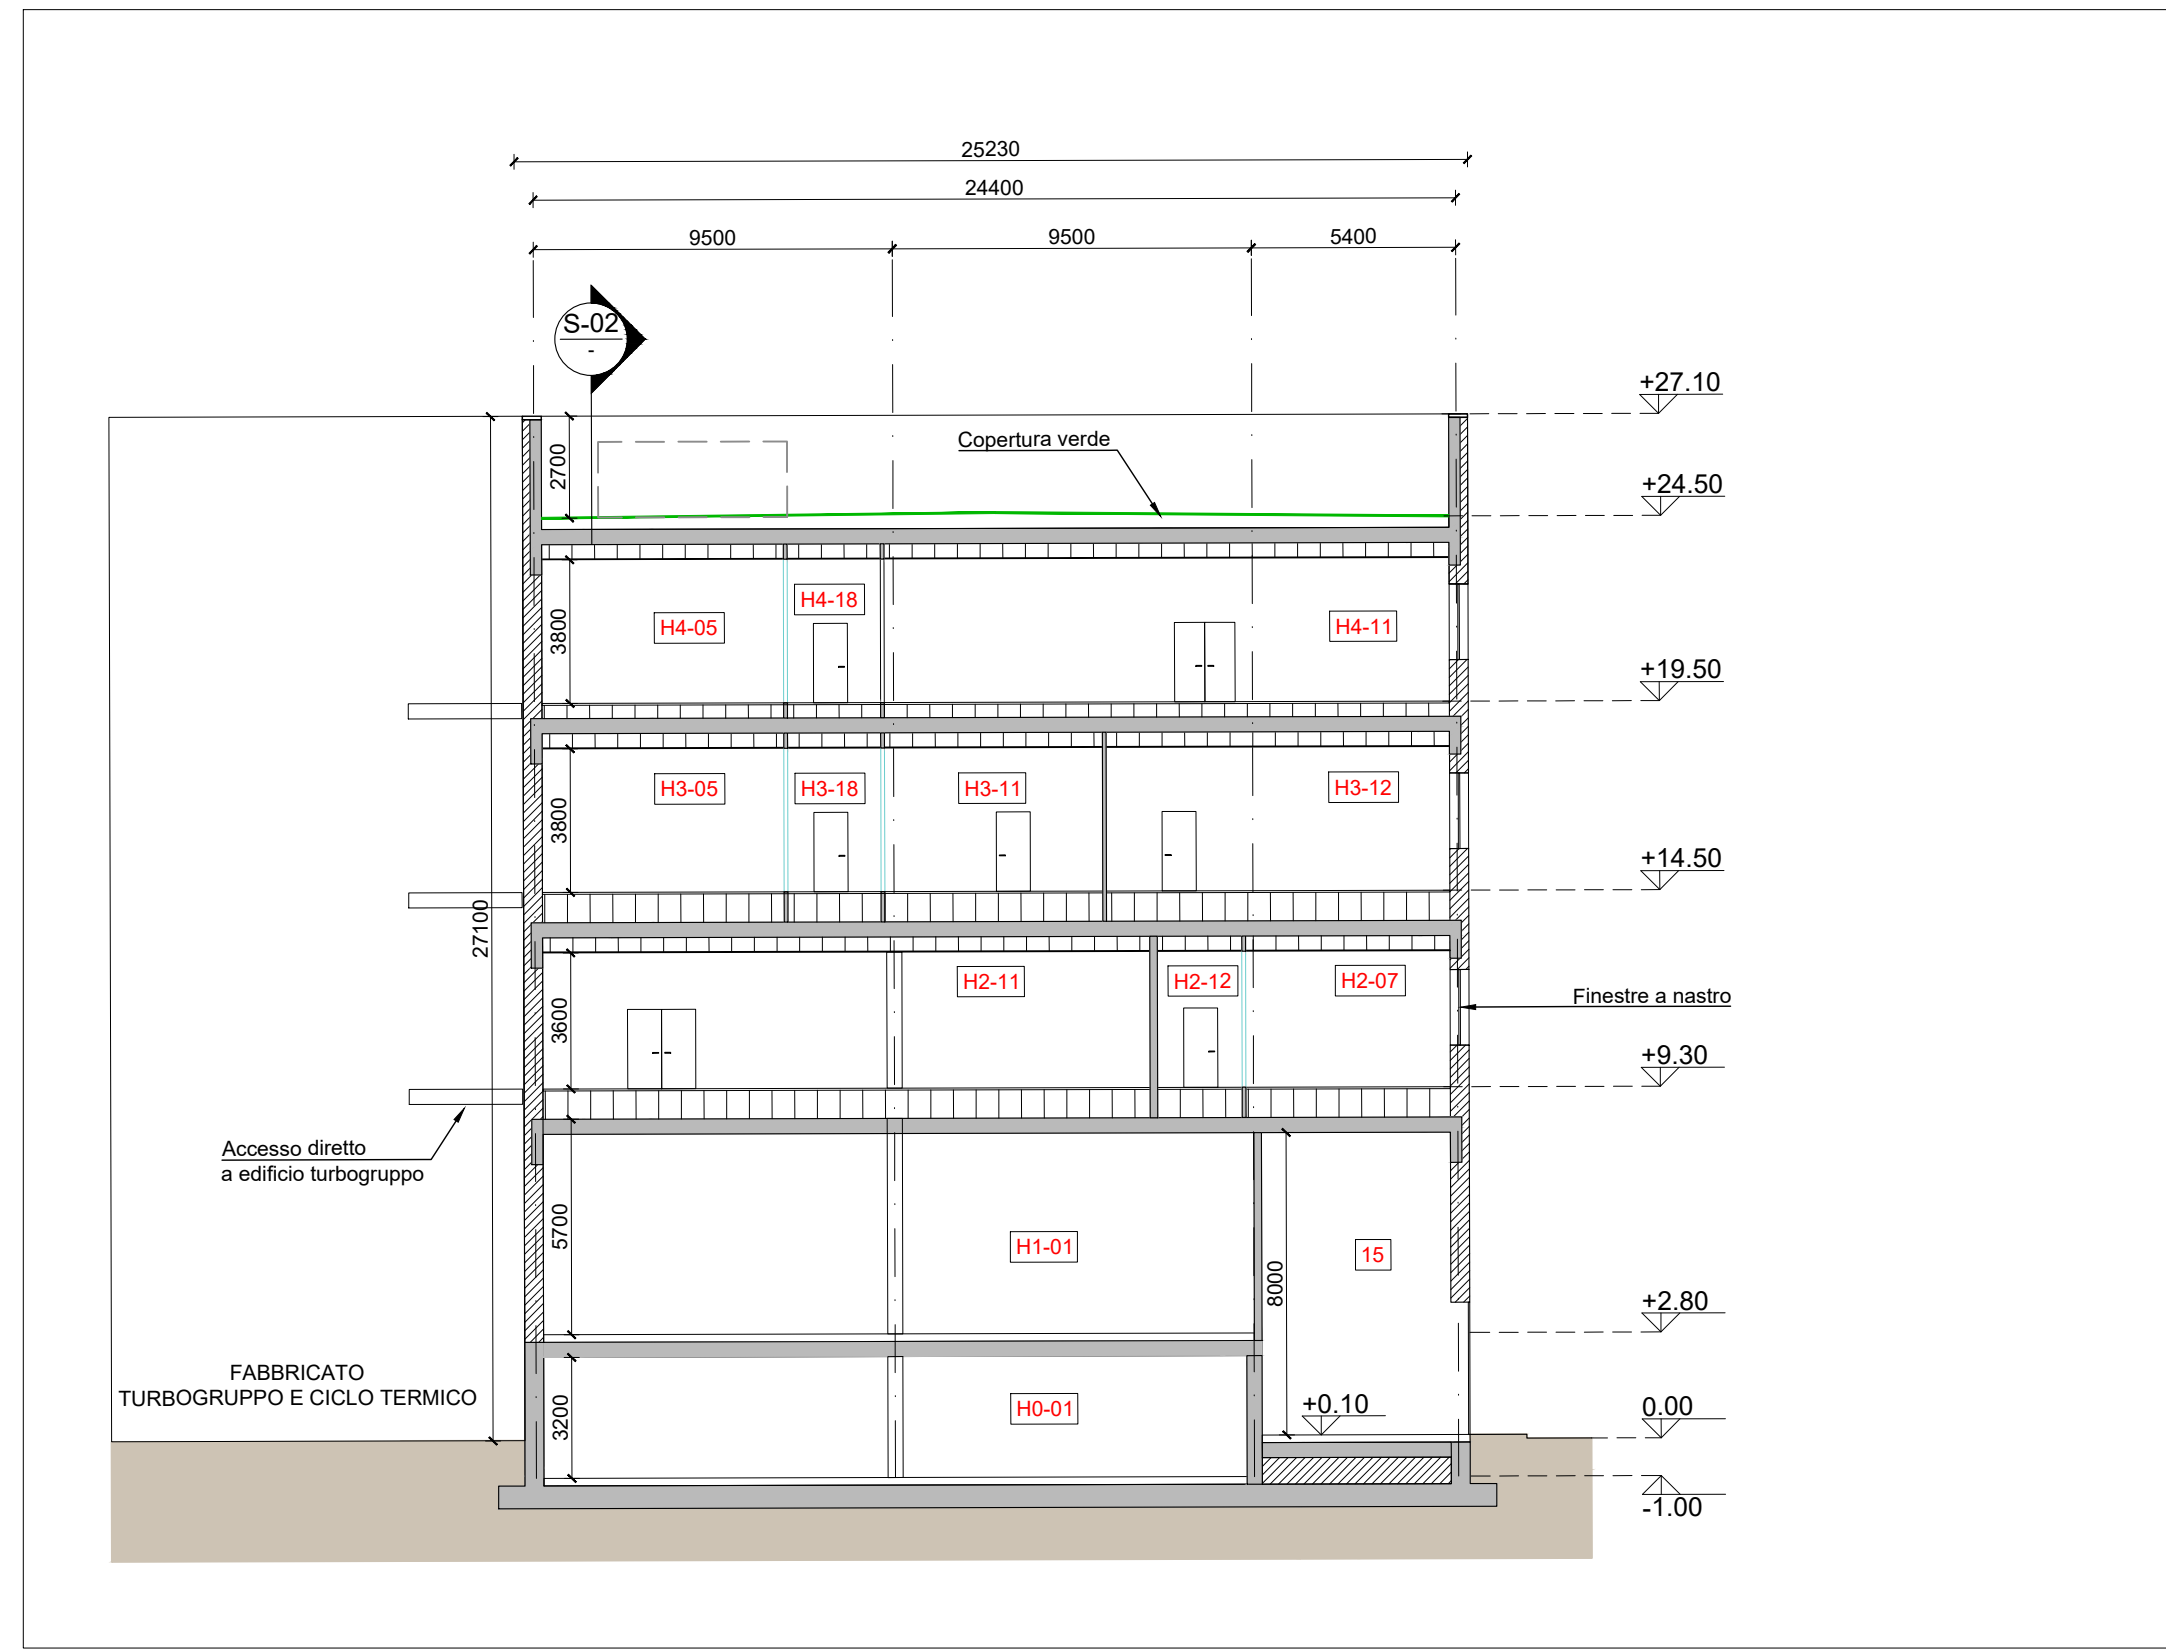 25230
24400
9500
9500
5400
S-02
-
+27.10
Copertura verde
2700
+24.50
H4-18
H4-05
H4-11
3800
+19.50
H3-05
H3-18
H3-11
H3-12
3800
+14.50
27100
H2-11
H2-12
H2-07
Finestre a nastro
3600
+9.30
Accesso diretto
a edificio turbogruppo
5700
H1-01
15
8000
+2.80
FABBRICATO
TURBOGRUPPO E CICLO TERMICO
3200
H0-01
+0.10
0.00
-1.00